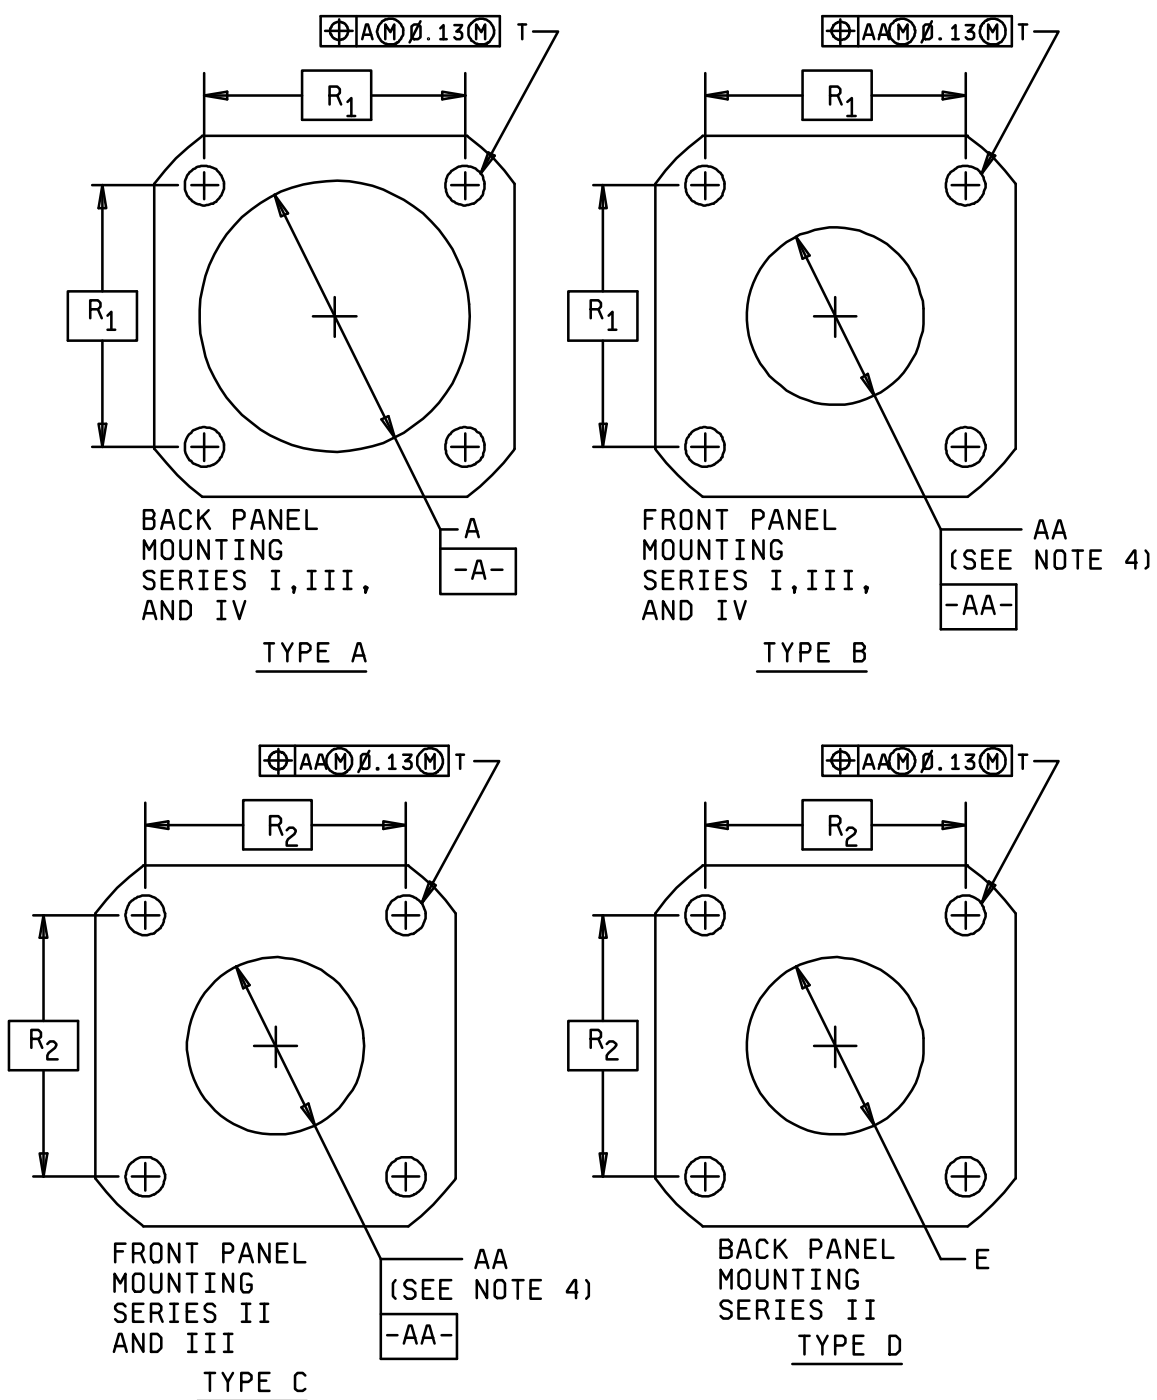 ⌖ A Ⓜ Ø.13 Ⓜ T
R1
R1
BACK PANEL
MOUNTING
SERIES I,III,
AND IV
A
-A-
TYPE A
⌖ AA Ⓜ Ø.13 Ⓜ T
R1
R1
FRONT PANEL
MOUNTING
SERIES I,III,
AND IV
AA
(SEE NOTE 4)
-AA-
TYPE B
⌖ AA Ⓜ Ø.13 Ⓜ T
R2
R2
FRONT PANEL
MOUNTING
SERIES II
AND III
AA
(SEE NOTE 4)
-AA-
TYPE C
⌖ AA Ⓜ Ø.13 Ⓜ T
R2
R2
BACK PANEL
MOUNTING
SERIES II
E
TYPE D